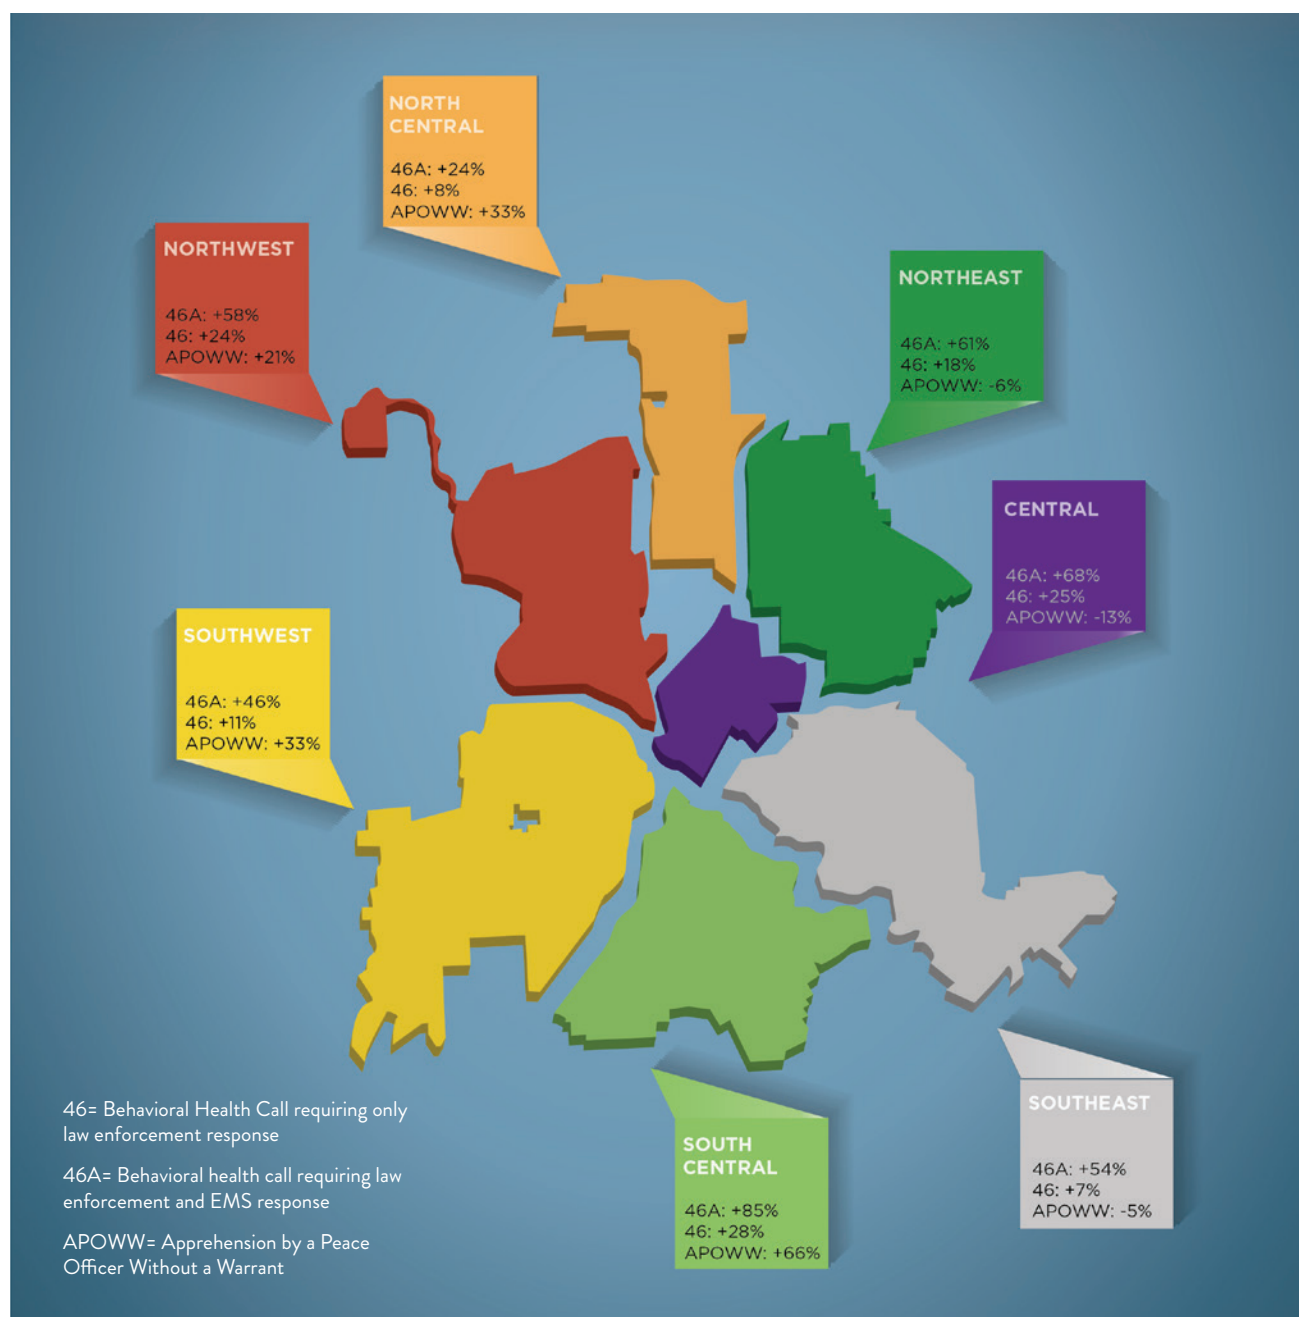 NORTH
CENTRAL
46A: +24%
46: +8%
APOWW: +33%
NORTHWEST
46A: +58%
46: +24%
APOWW: +21%
NORTHEAST
46A: +61%
46: +18%
APOWW: -6%
CENTRAL
46A: +68%
46: +25%
APOWW: -13%
SOUTHWEST
46A: +46%
46: +11%
APOWW: +33%
SOUTHEAST
46A: +54%
46: +7%
APOWW: -5%
SOUTH
CENTRAL
46A: +85%
46: +28%
APOWW: +66%
46= Behavioral Health Call requiring only
law enforcement response
46A= Behavioral health call requiring law
enforcement and EMS response
APOWW= Apprehension by a Peace
Officer Without a Warrant